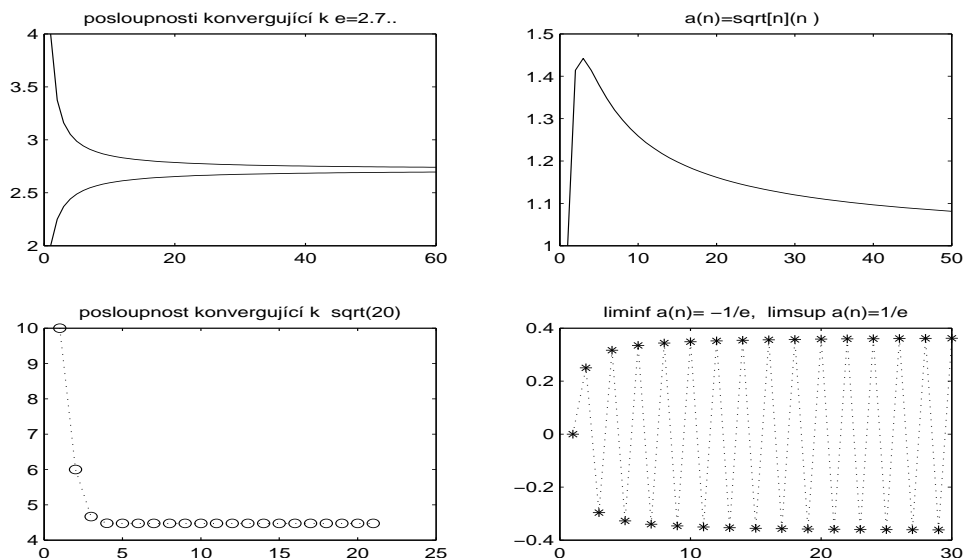 posloupnosti konvergující k e=2.7..
4
3.5
3
2.5
2
0 20 40 60
a(n)=sqrt[n](n )
1.5
1.4
1.3
1.2
1.1
1
0 10 20 30 40 50
posloupnost konvergující k sqrt(20)
10
9
8
7
6
5
4
0 5 10 15 20 25
liminf a(n)= −1/e, limsup a(n)=1/e
0.4
0.2
0
−0.2
−0.4
0 10 20 30